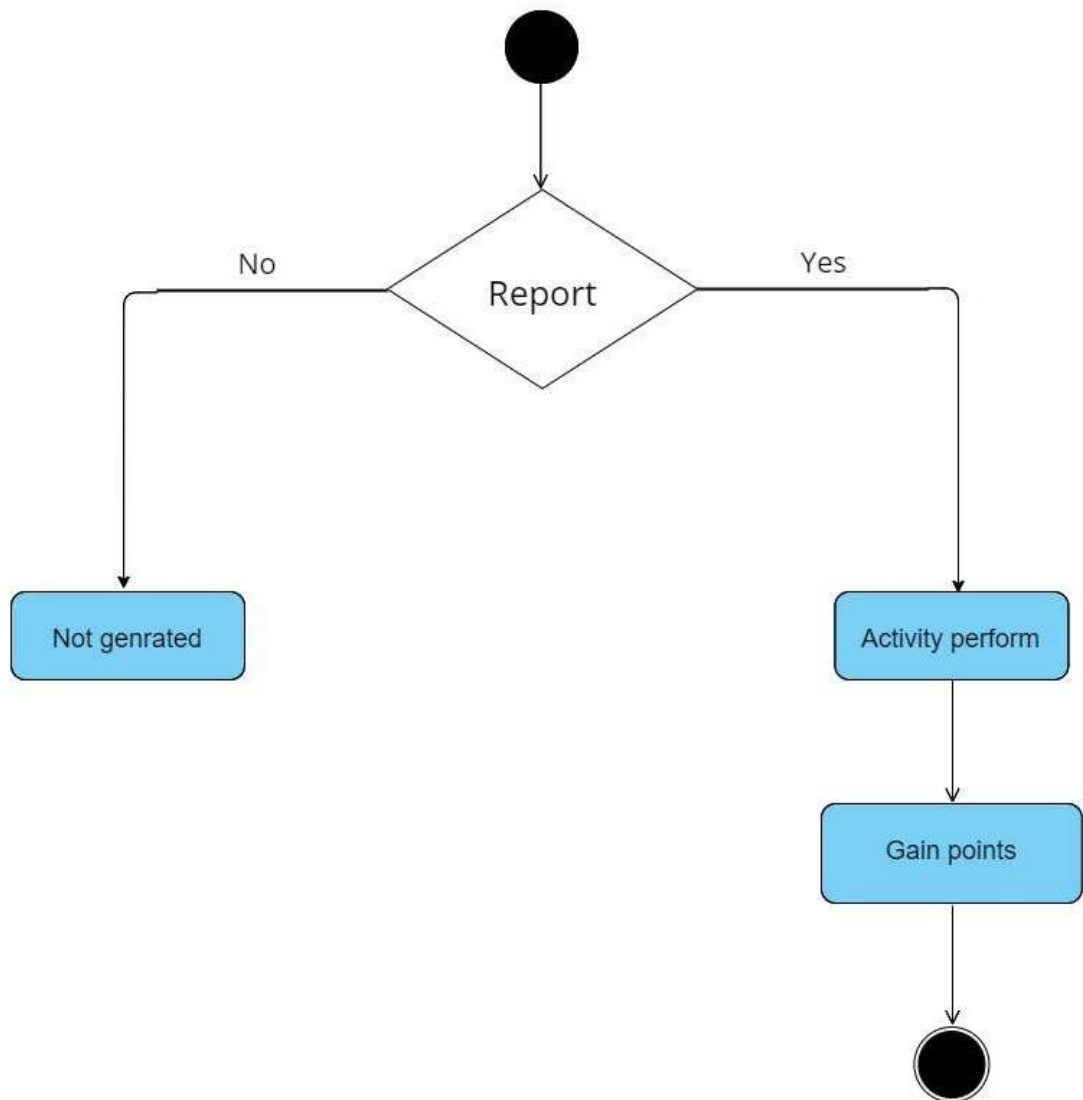 No
Yes
Report
Not genrated
Activity perform
Gain points